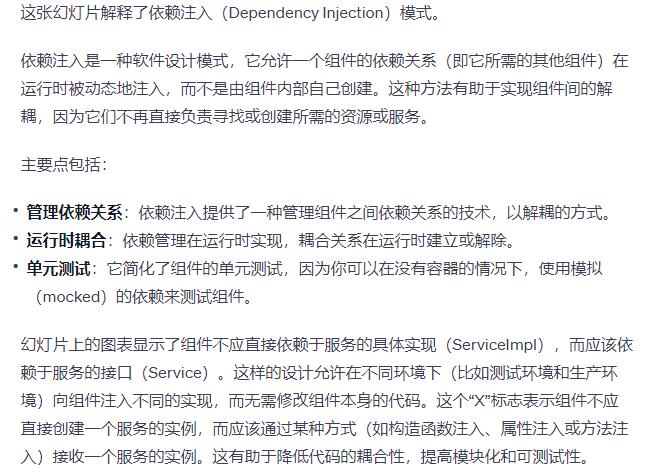 这张幻灯片解释了依赖注入（Dependency Injection）模式。
依赖注入是一种软件设计模式，它允许一个组件的依赖关系（即它所需的其他组件）在
运行时被动态地注入，而不是由组件内部自己创建。这种方法有助于实现组件间的解
耦，因为它们不再直接负责寻找或创建所需的资源或服务。
主要点包括：
• 管理依赖关系：依赖注入提供了一种管理组件之间依赖关系的技术，以解耦的方式。
• 运行时耦合：依赖管理在运行时实现，耦合关系在运行时建立或解除。
• 单元测试：它简化了组件的单元测试，因为你可以在没有容器的情况下，使用模拟
（mocked）的依赖来测试组件。
幻灯片上的图表显示了组件不应直接依赖于服务的具体实现（ServiceImpl），而应该依
赖于服务的接口（Service）。这样的设计允许在不同环境下（比如测试环境和生产环
境）向组件注入不同的实现，而无需修改组件本身的代码。这个“X”标志表示组件不应
直接创建一个服务的实例，而应该通过某种方式（如构造函数注入、属性注入或方法注
入）接收一个服务的实例。这有助于降低代码的耦合性，提高模块化和可测试性。